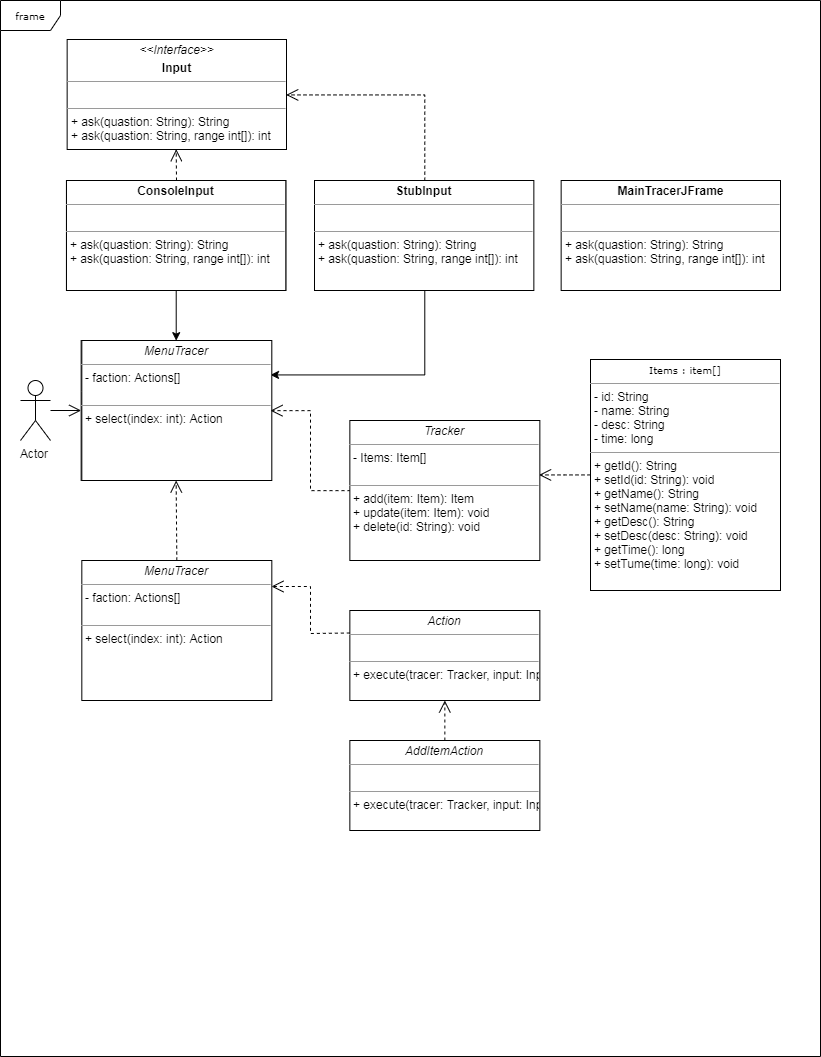 frame
<<Interface>>
Input
+ ask(quastion: String): String
+ ask(quastion: String, range int[]): int
ConsoleInput
+ ask(quastion: String): String
+ ask(quastion: String, range int[]): int
StubInput
+ ask(quastion: String): String
+ ask(quastion: String, range int[]): int
MainTracerJFrame
+ ask(quastion: String): String
+ ask(quastion: String, range int[]): int
MenuTracer
- faction: Actions[]
+ select(index: int): Action
Actor
Tracker
- Items: Item[]
+ add(item: Item): Item
+ update(item: Item): void
+ delete(id: String): void
Items : item[]
- id: String
- name: String
- desc: String
- time: long
+ getId(): String
+ setId(id: String): void
+ getName(): String
+ setName(name: String): void
+ getDesc(): String
+ setDesc(desc: String): void
+ getTime(): long
+ setTume(time: long): void
MenuTracer
- faction: Actions[]
+ select(index: int): Action
Action
+ execute(tracer: Tracker, input: Inp
AddItemAction
+ execute(tracer: Tracker, input: Inp